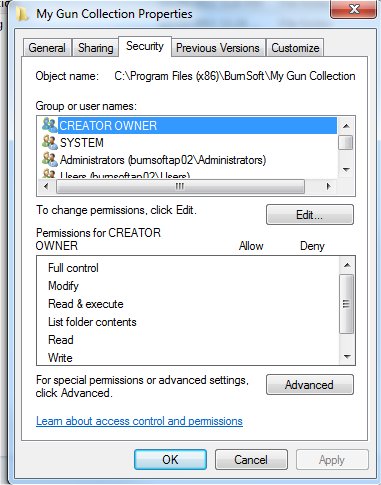 My Gun Collection Properties
General Sharing Security Previous Versions Customize
Object name: C:\Program Files (x86)\BurnSoft\My Gun Collection
Group or user names:
CREATOR OWNER
SYSTEM
Administrators (burnsoftap02\Administrators)
Users (burnsoftap02\Users)
To change permissions, click Edit.
Edit...
Permissions for CREATOR
OWNER Allow Deny
Full control
Modify
Read & execute
List folder contents
Read
Write
For special permissions or advanced settings,
click Advanced.
Advanced
Learn about access control and permissions
OK Cancel Apply